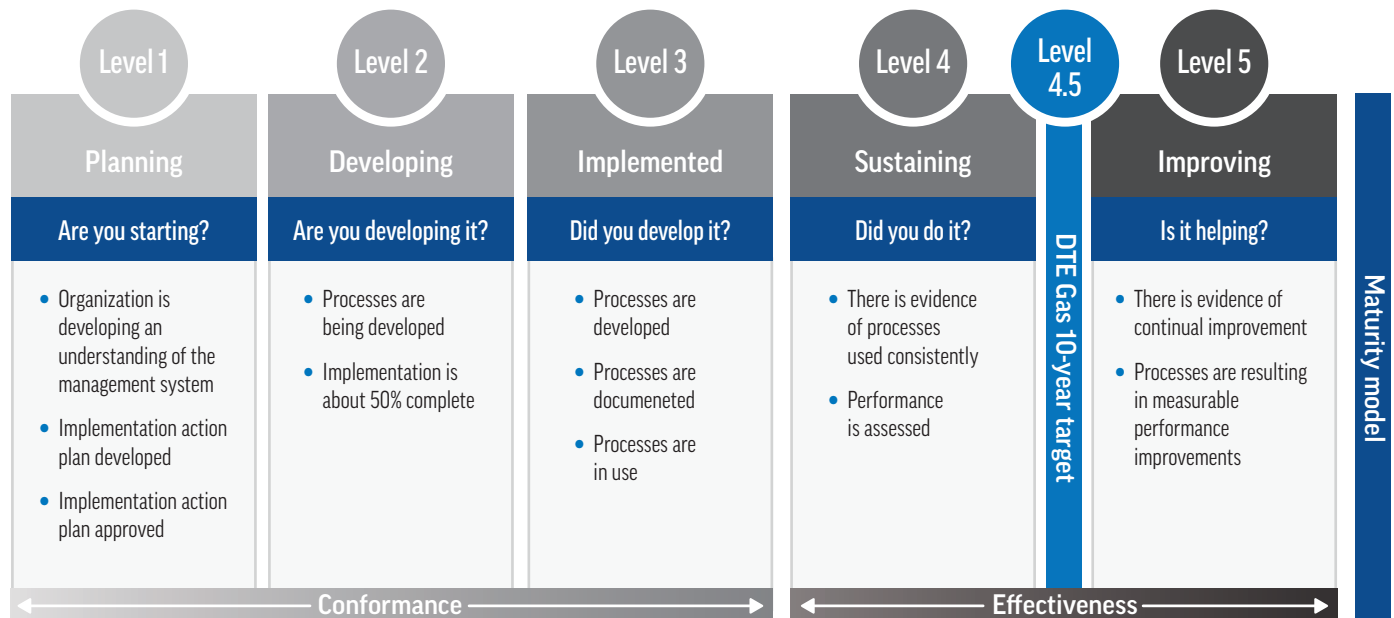 Level 1
Planning
Are you starting?
• Organization is
developing an
understanding of the
management system
• Implementation action
plan developed
• Implementation action
plan approved
Level 2
Developing
Are you developing it?
• Processes are
being developed
• Implementation is
about 50% complete
Level 3
Implemented
Did you develop it?
• Processes are
developed
• Processes are
documeneted
• Processes are
in use
Conformance
Level 4
Sustaining
Did you do it?
• There is evidence
of processes
used consistently
• Performance
is assessed
Level
4.5
DTE Gas 10-year target
Level 5
Improving
Is it helping?
• There is evidence of
continual improvement
• Processes are resulting
in measurable
performance
improvements
Effectiveness
Maturity model